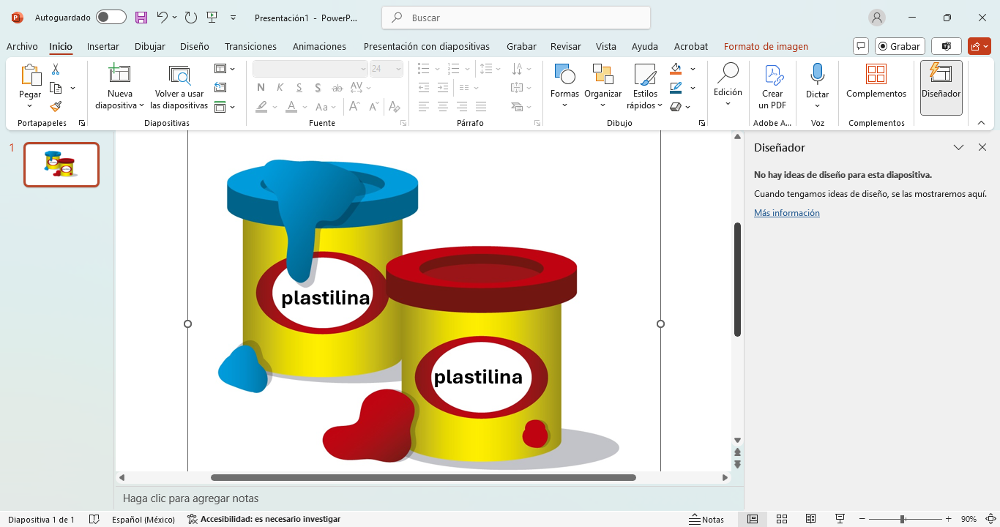 Autoguardado
Presentación1 - PowerP...
Buscar
Archivo Inicio Insertar Dibujar Diseño Transiciones Animaciones Presentación con diapositivas Grabar Revisar Vista Ayuda Acrobat Formato de imagen
Grabar
Pegar
Portapapeles
Nueva
diapositiva
Volver a usar
las diapositivas
Diapositivas
24
N K S S ab AV
A Aa A A A
Fuente
Párrafo
Formas
Organizar
Estilos
rápidos
Dibujo
Edición
Crear
un PDF
Adobe A...
Dictar
Voz
Complementos
Complementos
Diseñador
1
plastilina
plastilina
Diseñador
No hay ideas de diseño para esta diapositiva.
Cuando tengamos ideas de diseño, se las mostraremos aquí.
Más información
Haga clic para agregar notas
Diapositiva 1 de 1
Español (México)
Accesibilidad: es necesario investigar
Notas
90%